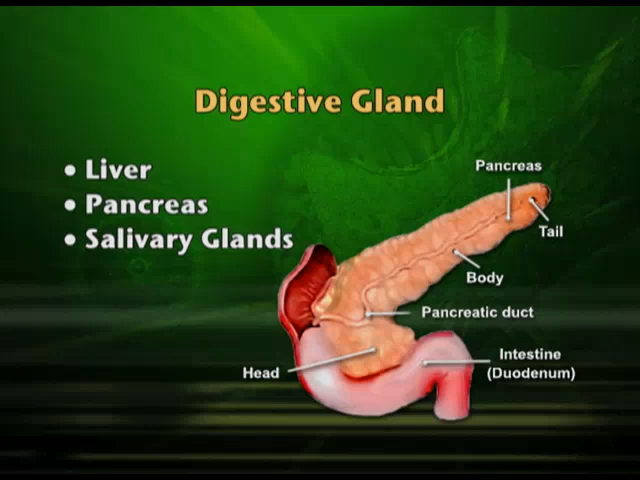 Digestive Gland
• Liver
• Pancreas
• Salivary Glands
Pancreas
Tail
Body
Pancreatic duct
Head
Intestine
(Duodenum)